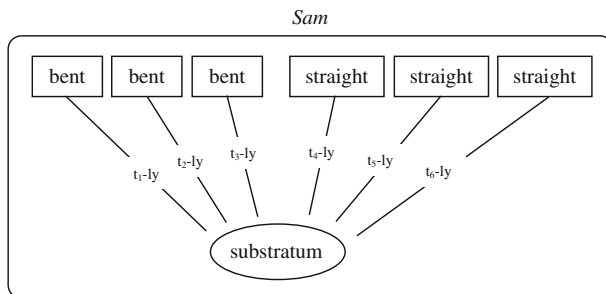 Sam
bent bent bent straight straight straight
t₁-ly t₂-ly t₃-ly t₄-ly t₅-ly t₆-ly
substratum